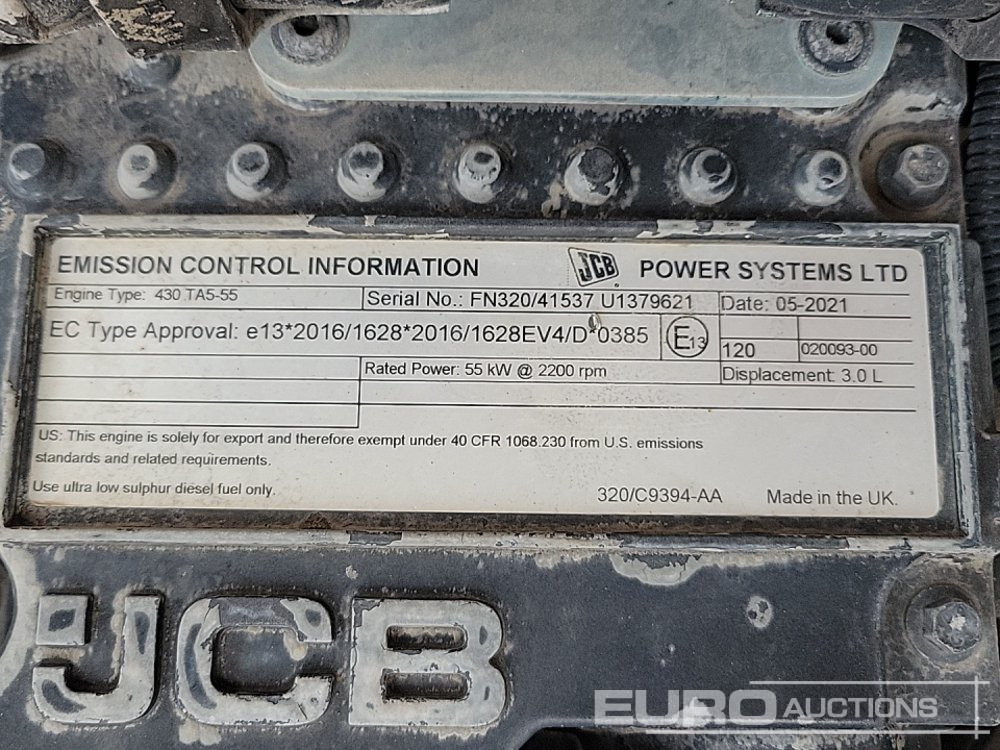 EMISSION CONTROL INFORMATION JCB POWER SYSTEMS LTD
Engine Type: 430 TA5-55 Serial No.: FN320/41537 U1379621 Date: 05-2021
EC Type Approval: e13*2016/1628*2016/1628EV4/D*0385 E13 120 020093-00
Rated Power: 55 kW @ 2200 rpm Displacement: 3.0 L
US: This engine is solely for export and therefore exempt under 40 CFR 1068.230 from U.S. emissions
standards and related requirements.
Use ultra low sulphur diesel fuel only. 320/C9394-AA Made in the UK.
JCB
EURO AUCTIONS